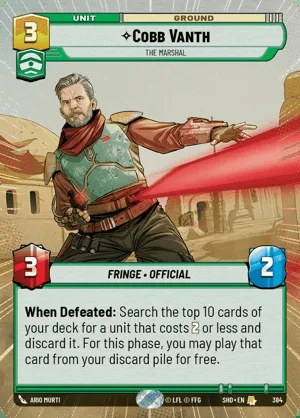 UNIT
GROUND
3
COBB VANTH
THE MARSHAL
3
FRINGE • OFFICIAL
2
When Defeated: Search the top 10 cards of
your deck for a unit that costs 2 or less and
discard it. For this phase, you may play that
card from your discard pile for free.
ARIO MURTI
© LFL © FFG
SHD • EN
384